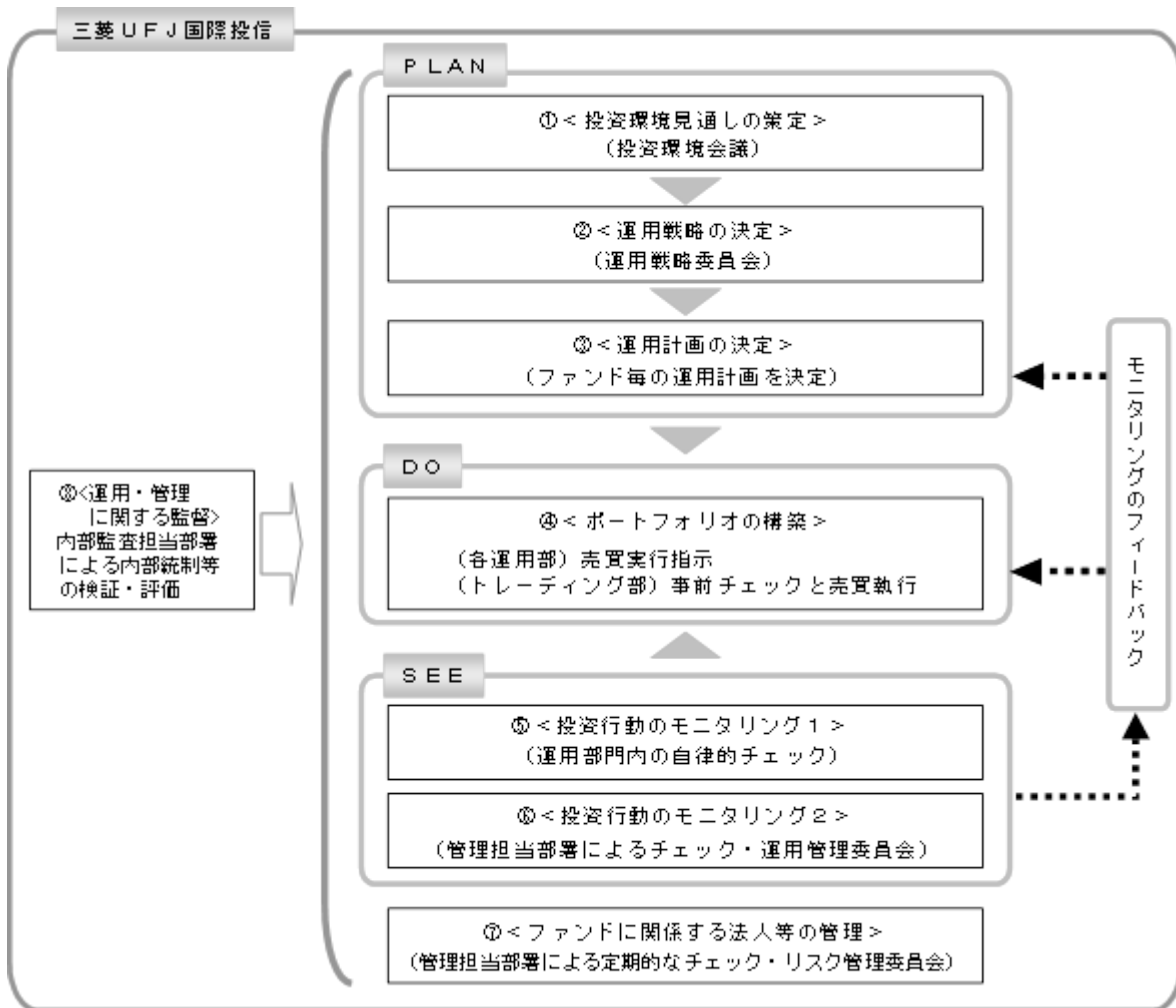 三菱ＵＦＪ国際投信
ＰＬＡＮ
①＜投資環境見通しの策定＞
（投資環境会議）
②＜運用戦略の決定＞
（運用戦略委員会）
③＜運用計画の決定＞
（ファンド毎の運用計画を決定）
ＤＯ
④＜ポートフォリオの構築＞
（各運用部）売買実行指示
（トレーディング部）事前チェックと売買執行
ＳＥＥ
⑤＜投資行動のモニタリング１＞
（運用部門内の自律的チェック）
⑥＜投資行動のモニタリング２＞
（管理担当部署によるチェック・運用管理委員会）
⑦＜ファンドに関係する法人等の管理＞
（管理担当部署による定期的なチェック・リスク管理委員会）
⑧<運用・管理
に関する監督>
内部監査担当部署
による内部統制等
の検証・評価
モニタリングのフィードバック